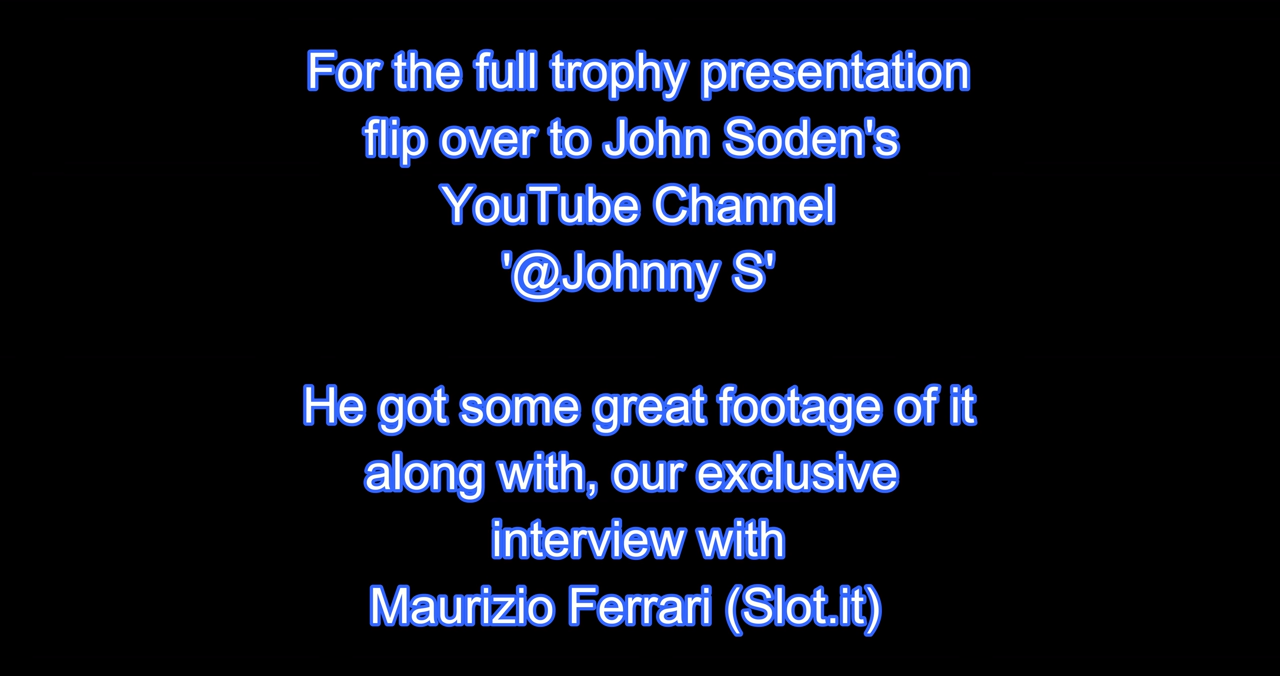 For the full trophy presentation
flip over to John Soden's
YouTube Channel
'@Johnny S'
He got some great footage of it
along with, our exclusive
interview with
Maurizio Ferrari (Slot.it)